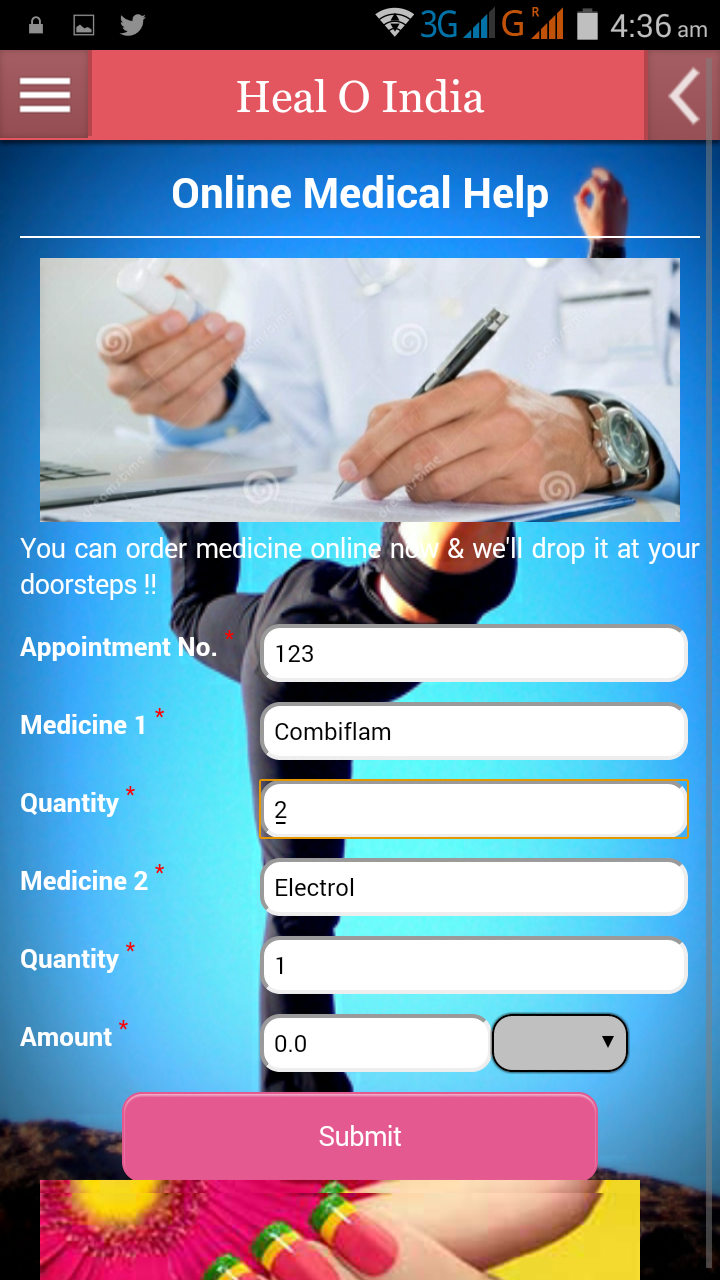 3G G R 4:36 am
Heal O India
Online Medical Help
You can order medicine online now & we'll drop it at your
doorsteps !!
Appointment No. * 123
Medicine 1 * Combiflam
Quantity * 2
Medicine 2 * Electrol
Quantity * 1
Amount * 0.0
Submit